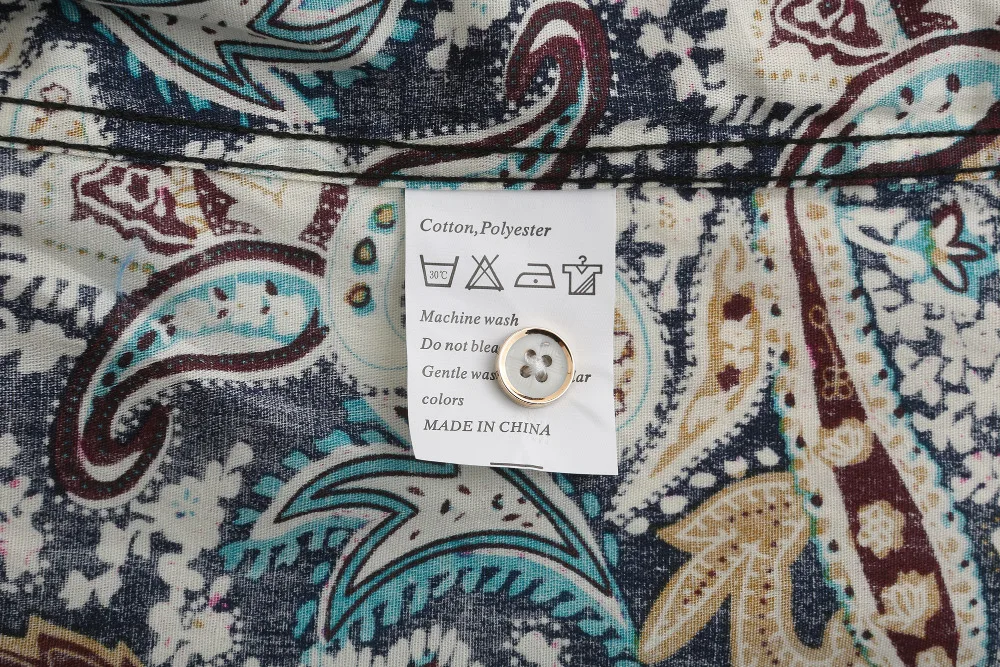 Cotton,Polyester
30℃
Machine wash
Do not
Gentle
colors
MADE IN CHINA